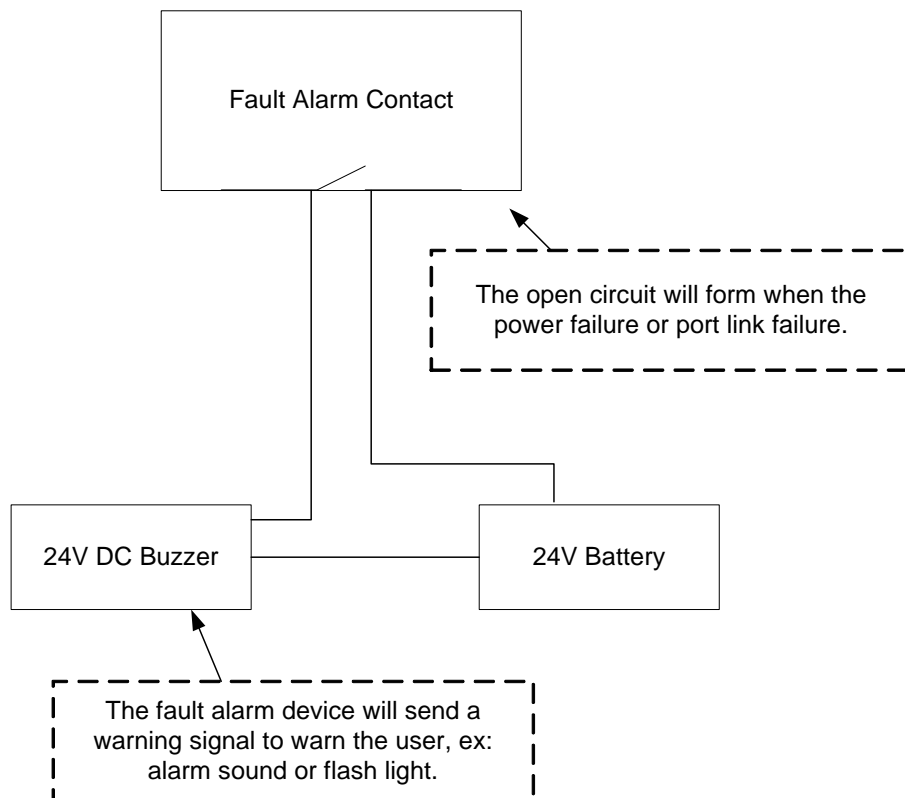 Fault Alarm Contact
The open circuit will form when the
power failure or port link failure.
24V DC Buzzer
24V Battery
The fault alarm device will send a
warning signal to warn the user, ex:
alarm sound or flash light.